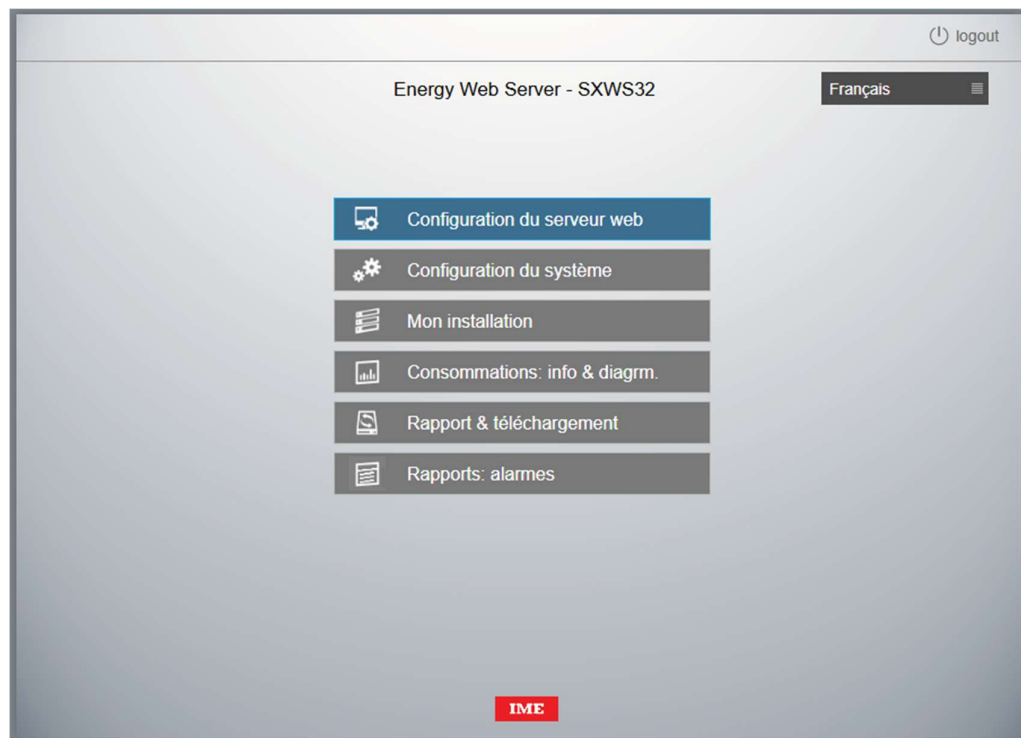 logout
Energy Web Server - SXWS32
Français
Configuration du serveur web
Configuration du système
Mon installation
Consommations: info & diagrm.
Rapport & téléchargement
Rapports: alarmes
IME